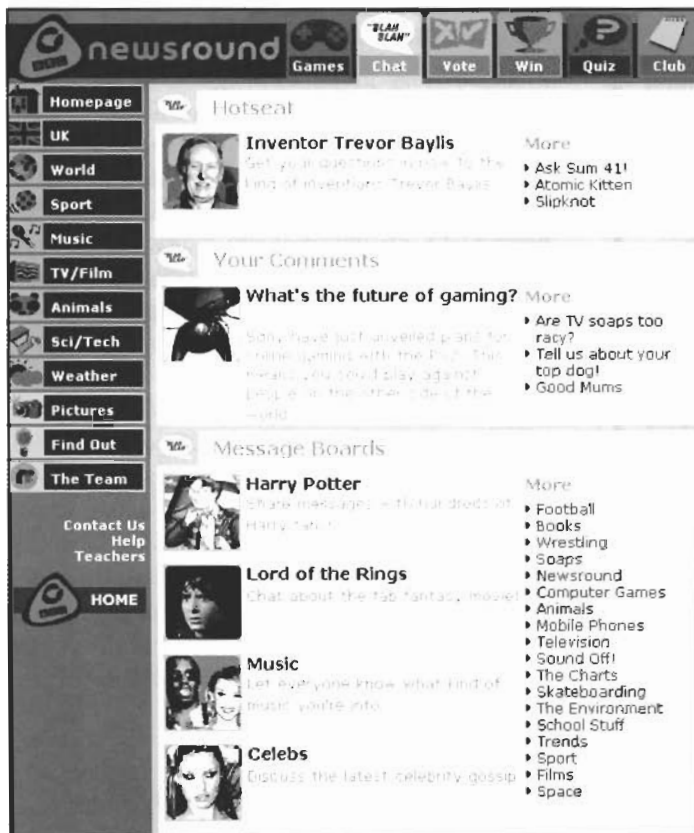 newsround
"BLAH
BLAH"
Games
Chat
Vote
Win
Quiz
Club
Homepage
UK
World
Sport
Music
TV/Film
Animals
Sci/Tech
Weather
Pictures
Find Out
The Team
Contact Us
Help
Teachers
HOME
Hotseat
Inventor Trevor Baylis
Get your questions in now to the
king of inventions Trevor Baylis
More
Ask Sum 41!
Atomic Kitten
Slipknot
Your Comments
What's the future of gaming?
Sony have just unveiled plans for
online gaming with the PS2. This
means you could play against
people on the other side of the
world.
More
Are TV soaps too
racy?
Tell us about your
top dog!
Good Mums
Message Boards
Harry Potter
Share messages with hundreds of
Harry fans!
Lord of the Rings
Chat about the fab fantasy movie!
Music
Let everyone know what kind of
music you're into
Celebs
Discuss the latest celebrity gossip
More
Football
Books
Wrestling
Soaps
Newsround
Computer Games
Animals
Mobile Phones
Television
Sound Off!
The Charts
Skateboarding
The Environment
School Stuff
Trends
Sport
Films
Space